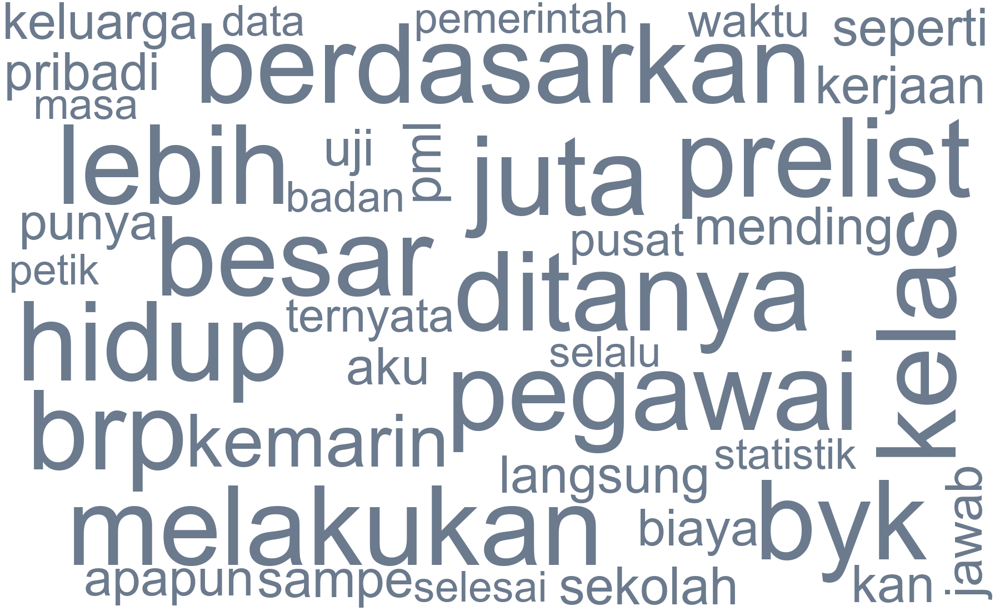 keluarga
data
pemerintah
waktu
seperti
pribadi
berdasarkan
kerjaan
masa
lebih
uji
pml
juta
prelist
badan
punya
besar
pusat
mending
kelas
petik
ditanya
hidup
ternyata
aku
selalu
pegawai
brp
kemarin
statistik
langsung
melakukan
biaya
byk
jawab
apapun
sampe
selesai
sekolah
kan